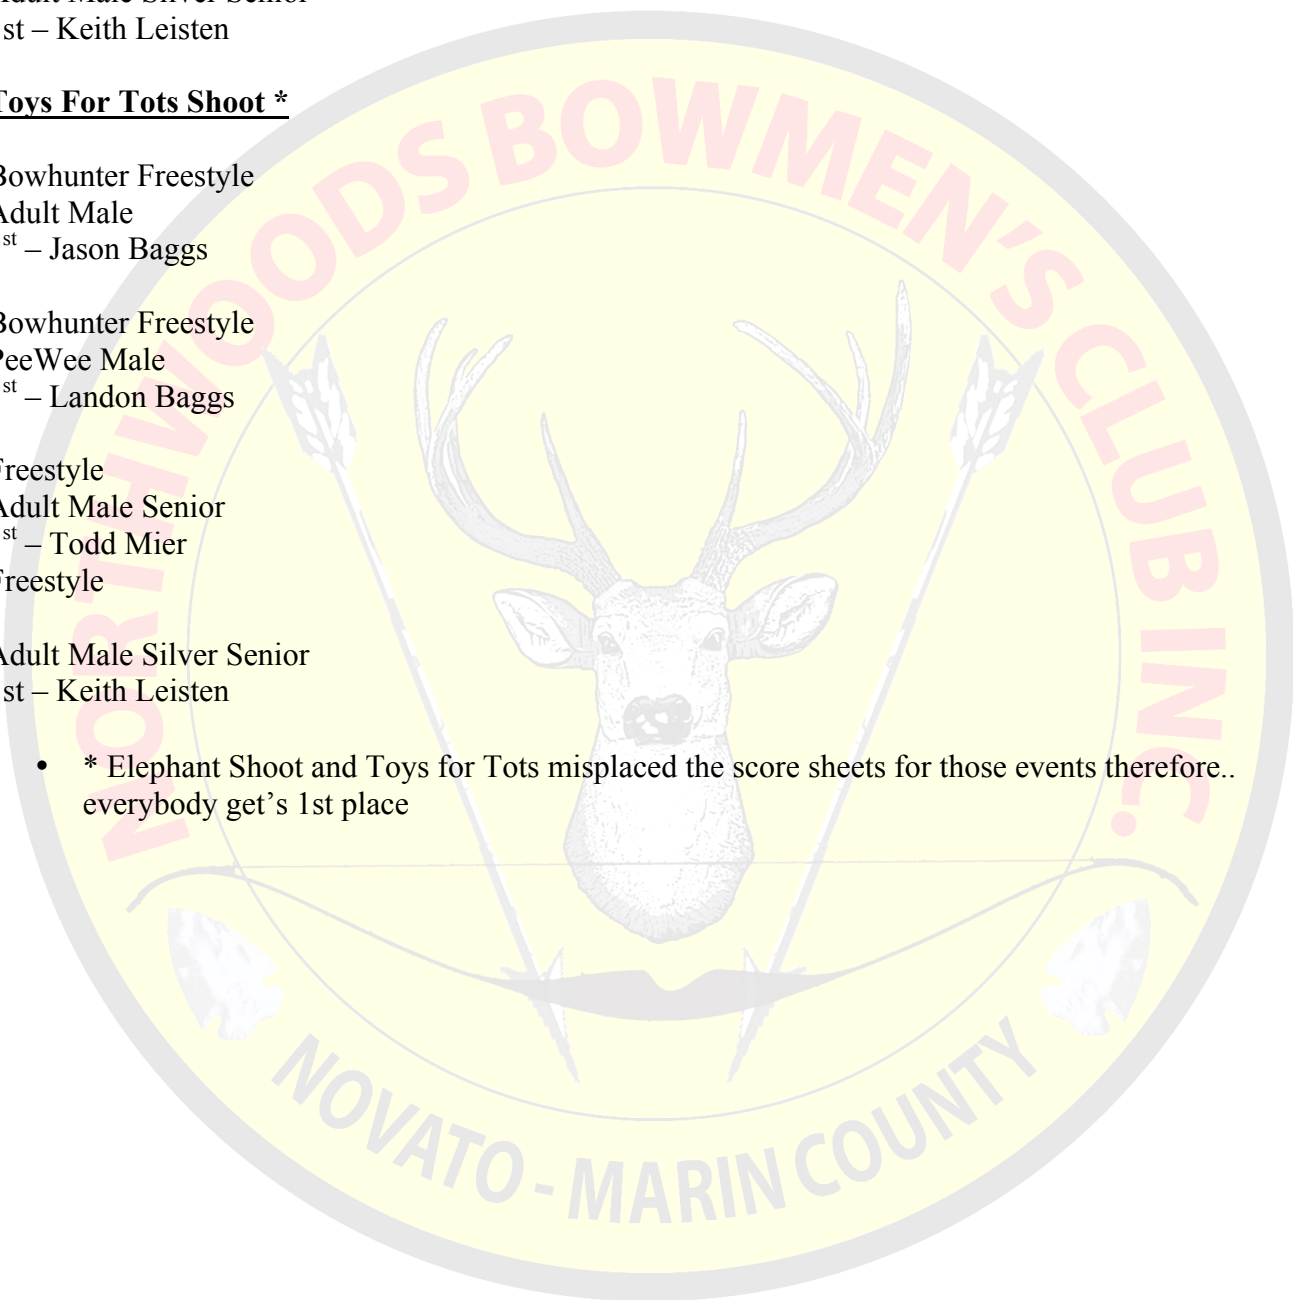 Adult Male Silver Senior
st – Keith Leisten
Toys For Tots Shoot *
Bowhunter Freestyle
Adult Male
st – Jason Baggs
Bowhunter Freestyle
PeeWee Male
st – Landon Baggs
Freestyle
Adult Male Senior
st – Todd Mier
Freestyle
Adult Male Silver Senior
st – Keith Leisten
• * Elephant Shoot and Toys for Tots misplaced the score sheets for those events therefore..
everybody get’s 1st place
NORTHWOODS BOWMEN’S CLUB INC.
NOVATO - MARIN COUNTY